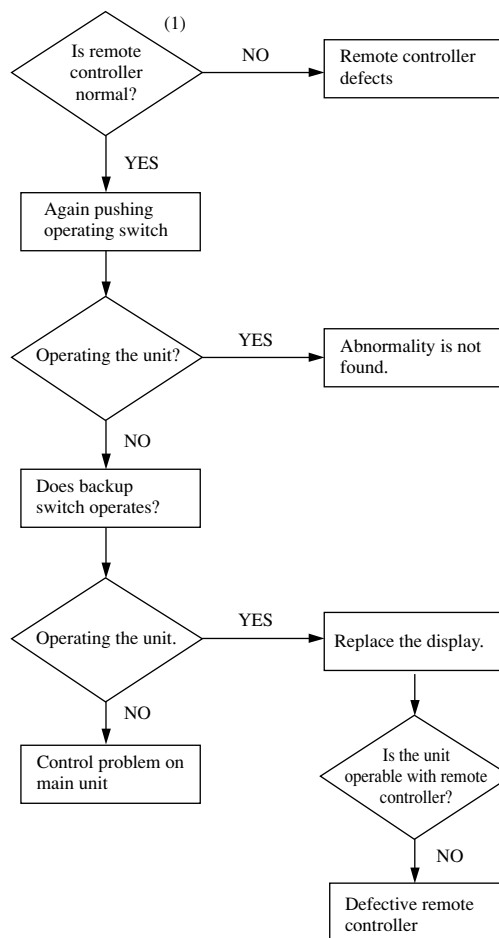 (1)
Is remote
controller
normal?
NO
Remote controller
defects
YES
Again pushing
operating switch
Operating the unit?
YES
Abnormality is not
found.
NO
Does backup
switch operates?
Operating the unit.
YES
Replace the display.
NO
Control problem on
main unit
Is the unit
operable with remote
controller?
NO
Defective remote
controller